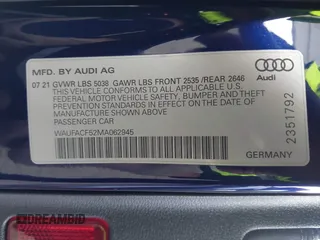 MFD. BY AUDI AG
07 21 GVWR LBS 5038 GAWR LBS FRONT 2535 /REAR 2646
THIS VEHICLE CONFORMS TO ALL APPLICABLE U.S.
FEDERAL MOTOR VEHICLE SAFETY, BUMPER, AND THEFT
PREVENTION STANDARDS IN EFFECT ON THE DATE OF
MANUFACTURE SHOWN ABOVE.
PASSENGER CAR
WAUFACF52MA062945
GERMANY
Audi
2351792
DREAMBID